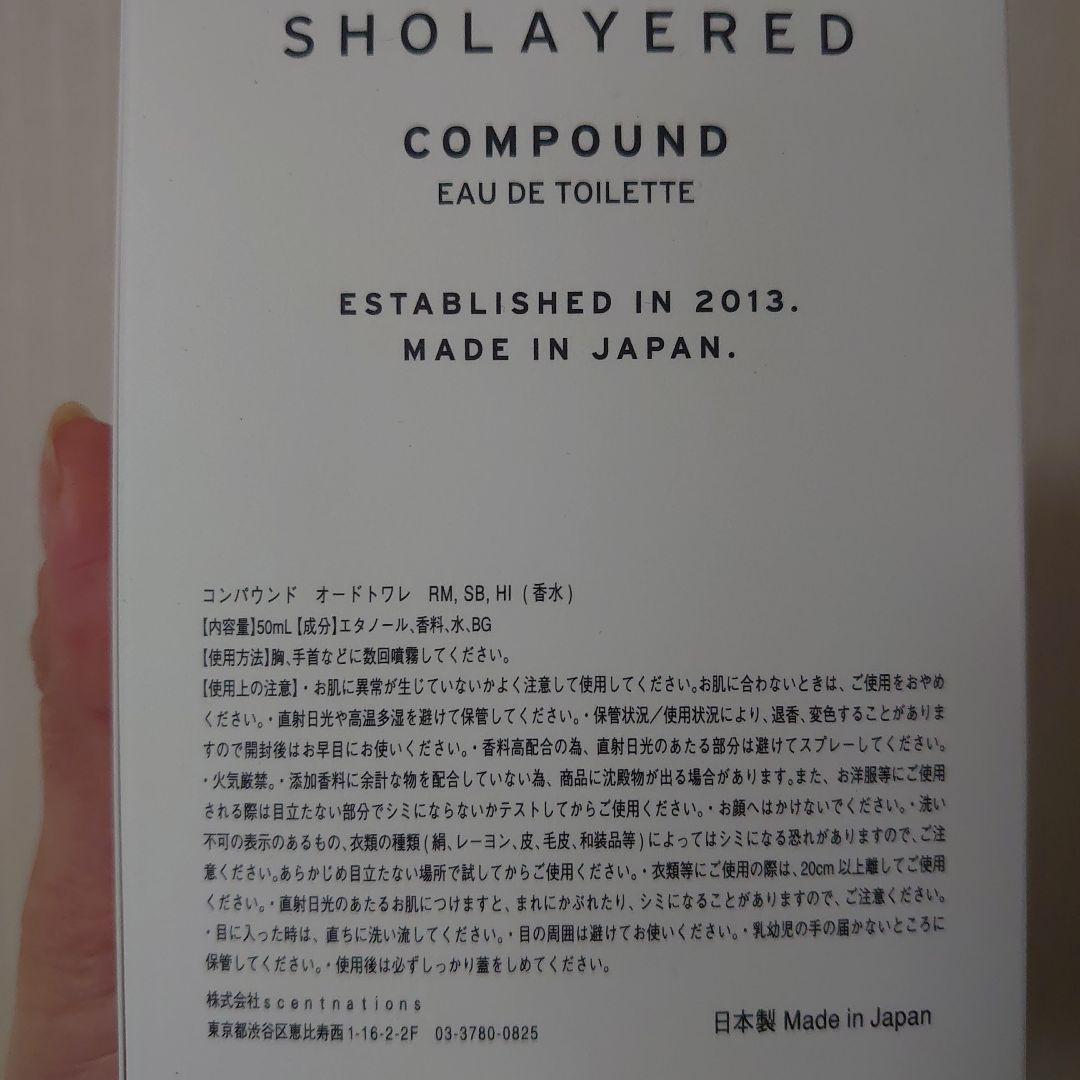 SHOLAYERED
COMPOUND
EAU DE TOILETTE
ESTABLISHED IN 2013.
MADE IN JAPAN.
コンパウンド　オードトワレ　RM, SB, HI (香水)
【内容量】50mL【成分】エタノール、香料、水、BG
【使用方法】胸、手首などに数回噴霧してください。
【使用上の注意】・お肌に異常が生じていないかよく注意して使用してください。お肌に合わないときは、ご使用をおやめ
ください。・直射日光や高温多湿を避けて保管してください。・保管状況／使用状況により、退香、変色することがありま
すので開封後はお早目にお使いください。・香料高配合の為、直射日光のあたる部分は避けてスプレーしてください。
・火気厳禁。・添加香料に余計な物を配合していない為、商品に沈殿物が出る場合があります。また、お洋服等にご使用
される際は目立たない部分でシミにならないかテストしてからご使用ください。・お顔へはかけないでください。・洗い
不可の表示のあるもの、衣類の種類(絹、レーヨン、皮、毛皮、和装品等)によってはシミになる恐れがありますので、ご注
意ください。あらかじめ目立たない場所で試してからご使用ください。・衣類等にご使用の際は、20cm以上離してご使用
ください。・直射日光のあたるお肌につけますと、まれにかぶれたり、シミになることがありますので、ご注意ください。
・目に入った時は、直ちに洗い流してください。・目の周囲は避けてお使いください。・乳幼児の手の届かないところに
保管してください。・使用後は必ずしっかり蓋をしめてください。
株式会社scentnations
東京都渋谷区恵比寿西1-16-2-2F　03-3780-0825
日本製 Made in Japan